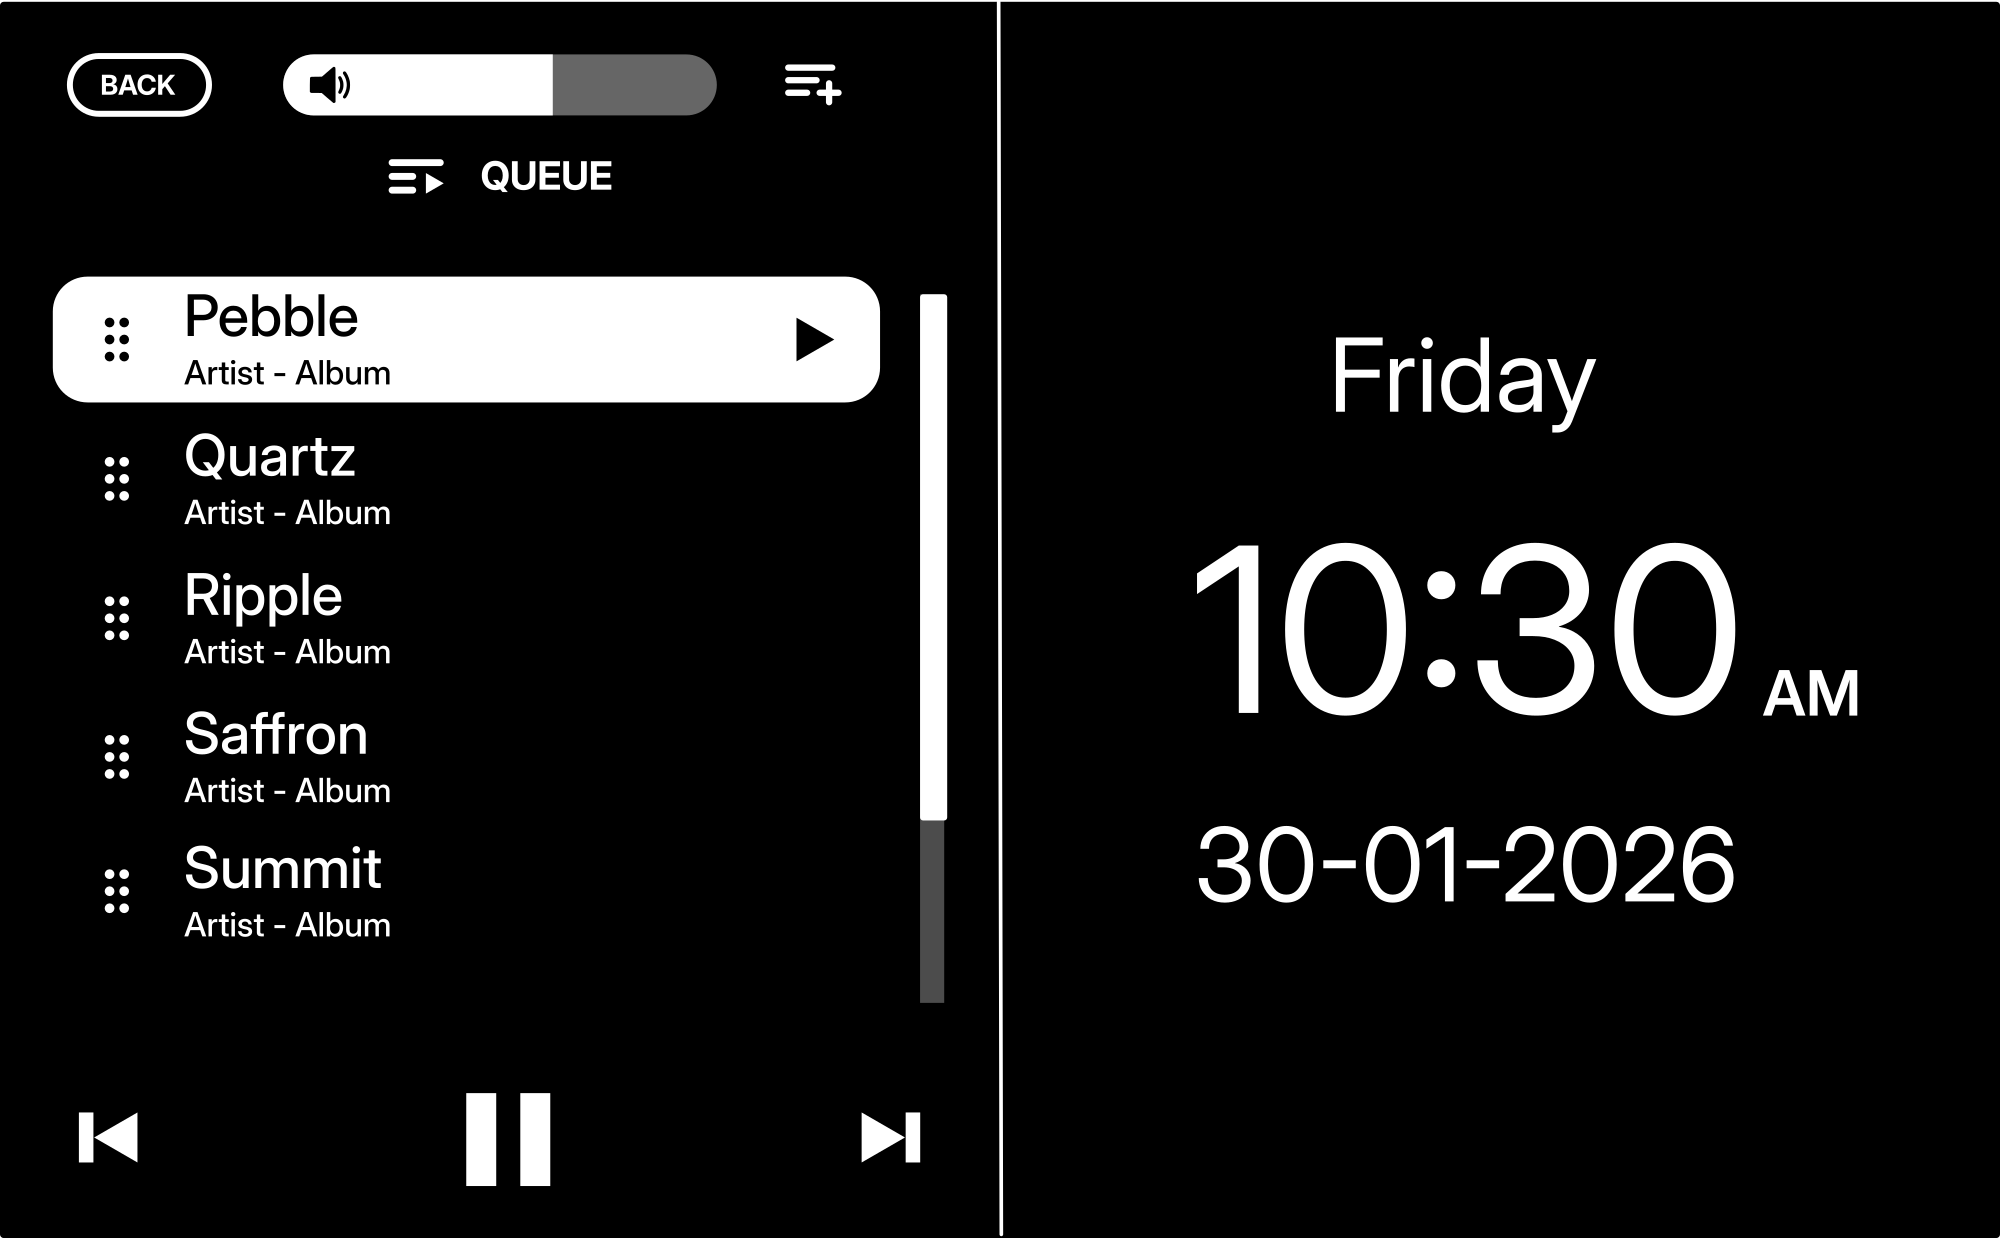 BACK
QUEUE
Pebble
Artist - Album
Quartz
Artist - Album
Ripple
Artist - Album
Saffron
Artist - Album
Summit
Artist - Album
Friday
10:30 AM
30-01-2026